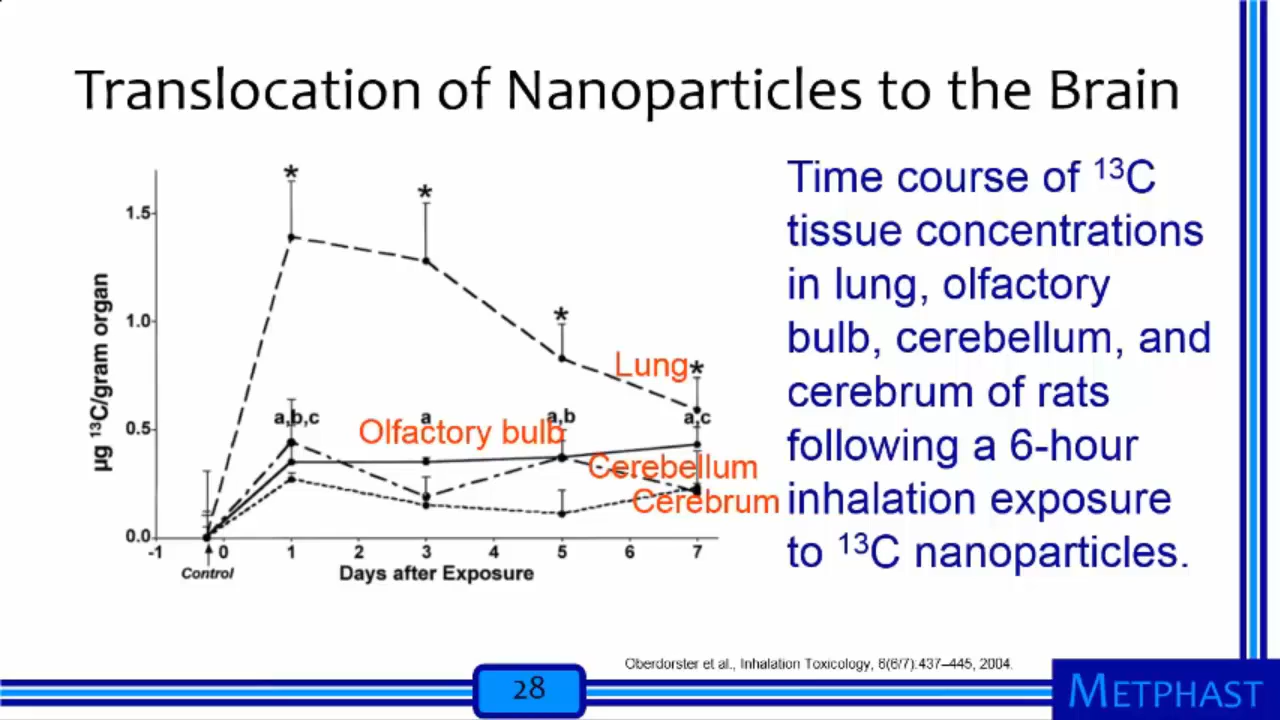 Translocation of Nanoparticles to the Brain
Time course of ¹³C
tissue concentrations
in lung, olfactory
bulb, cerebellum, and
cerebrum of rats
following a 6-hour
inhalation exposure
to ¹³C nanoparticles.
µg ¹³C/gram organ
1.5
1.0
0.5
0.0
* * * *
a,b,c a a,b a,c
Lung
Olfactory bulb
Cerebellum
Cerebrum
-1 0 1 2 3 4 5 6 7
Control
Days after Exposure
Oberdorster et al., Inhalation Toxicology, 6(6/7):437–445, 2004.
28
METPHAST